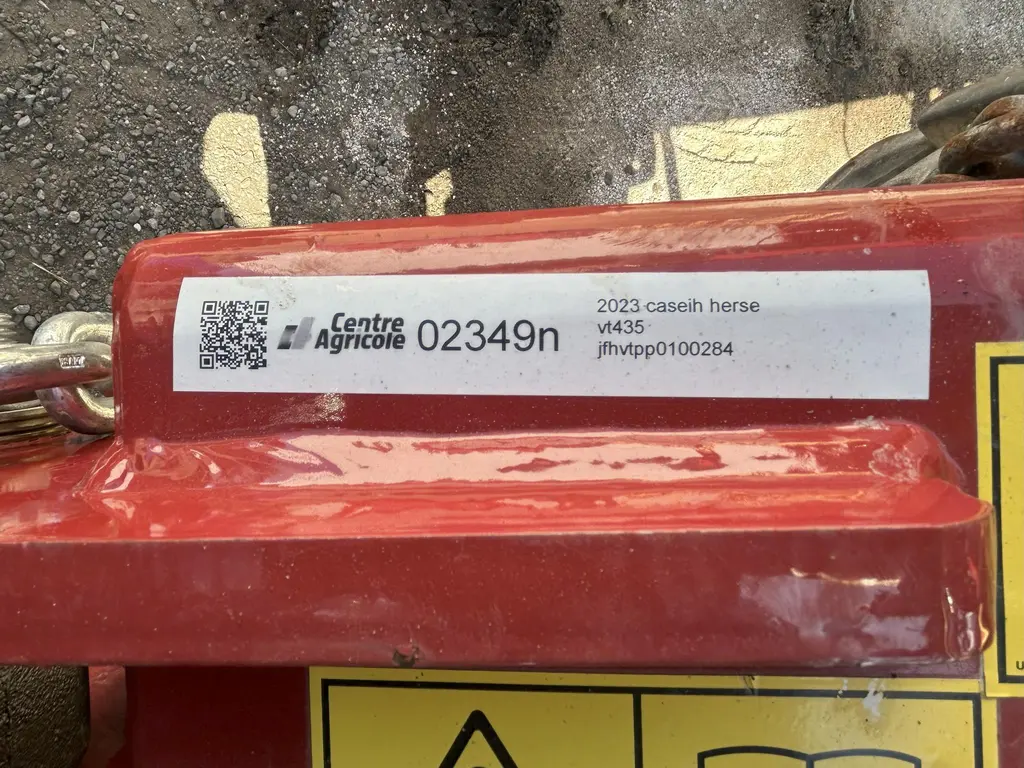 Centre
Agricole
02349n
2023 caseih herse
vt435
jfhvtpp0100284